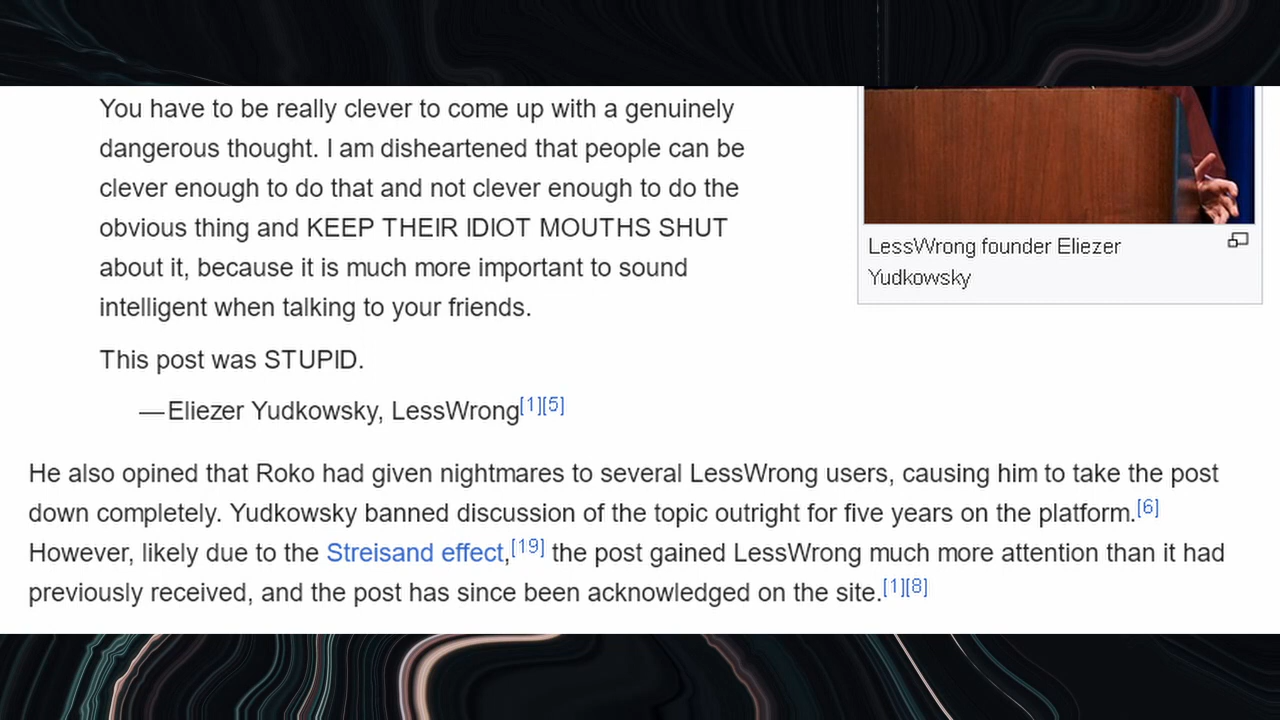 You have to be really clever to come up with a genuinely
dangerous thought. I am disheartened that people can be
clever enough to do that and not clever enough to do the
obvious thing and KEEP THEIR IDIOT MOUTHS SHUT
about it, because it is much more important to sound
intelligent when talking to your friends.
This post was STUPID.
—Eliezer Yudkowsky, LessWrong[1][5]
LessWrong founder Eliezer
Yudkowsky
He also opined that Roko had given nightmares to several LessWrong users, causing him to take the post
down completely. Yudkowsky banned discussion of the topic outright for five years on the platform.[6]
However, likely due to the Streisand effect,[19] the post gained LessWrong much more attention than it had
previously received, and the post has since been acknowledged on the site.[1][8]